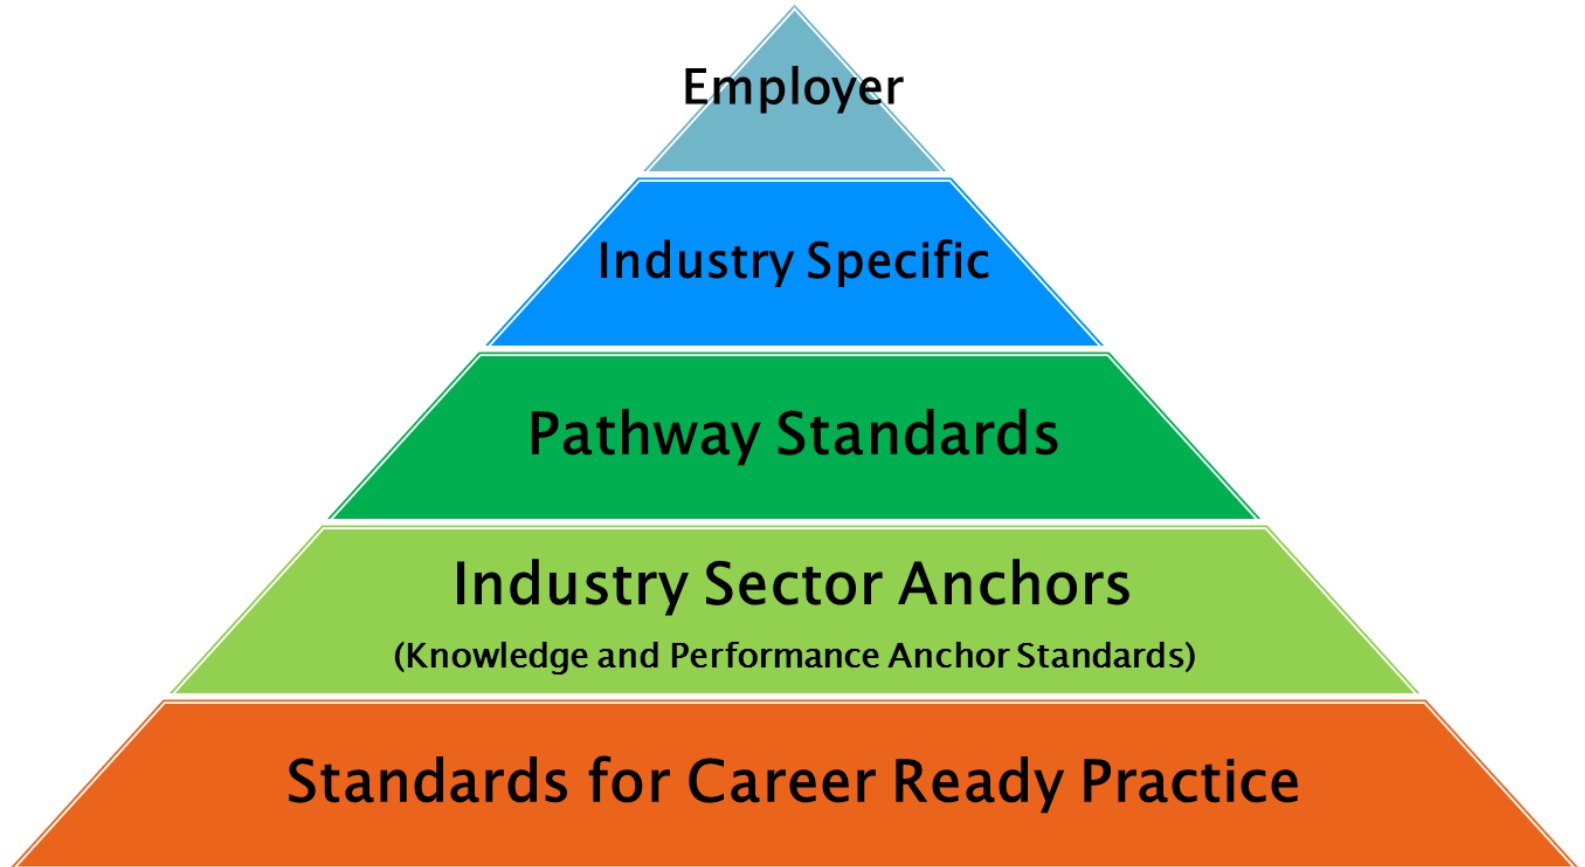 Employer
Industry Specific
Pathway Standards
Industry Sector Anchors
(Knowledge and Performance Anchor Standards)
Standards for Career Ready Practice